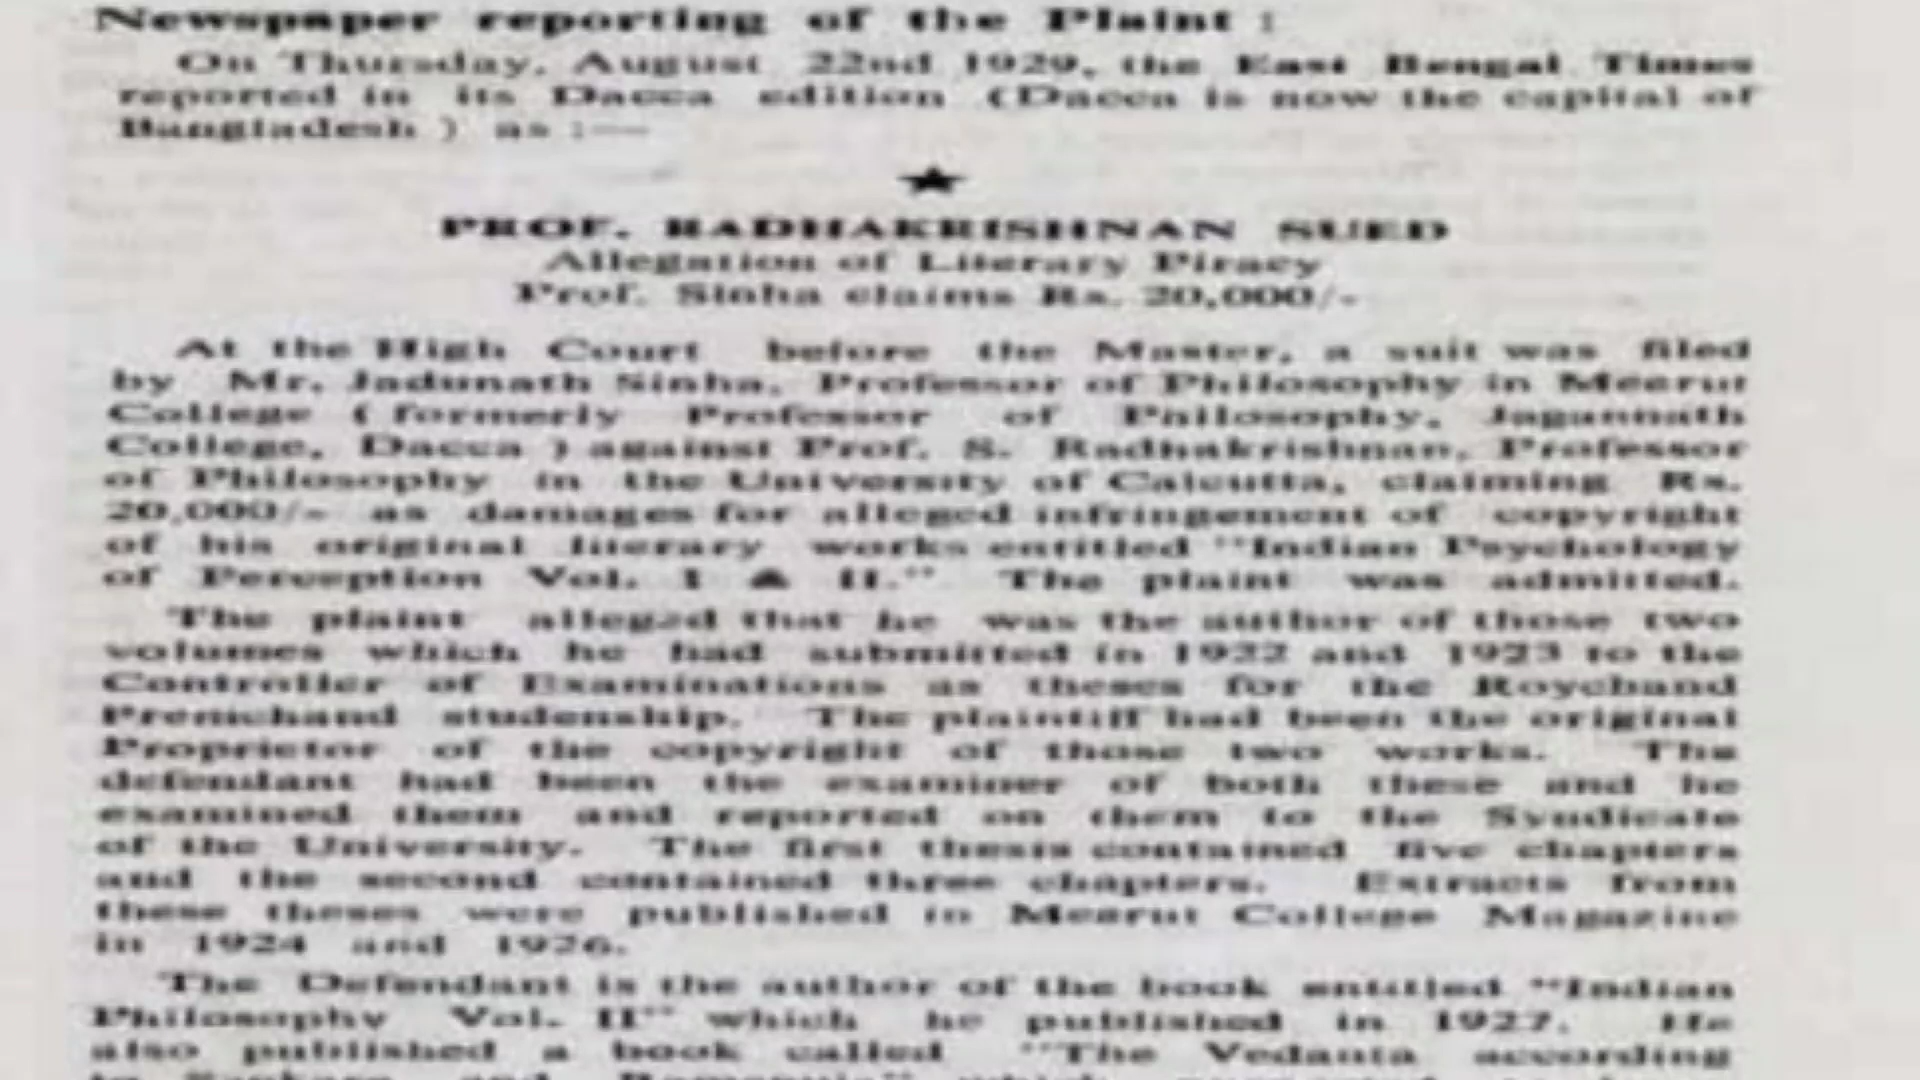 Newspaper reporting of the Plaint :
On Thursday, August 22nd 1929, the East Bengal Times
reported in its Dacca edition (Dacca is now the capital of
Bangladesh ) as :—
PROF. RADHAKRISHNAN SUED
Allegation of Literary Piracy
Prof. Sinha claims Rs. 20,000/-
At the High Court before the Master, a suit was filed
by Mr. Jadunath Sinha, Professor of Philosophy in Meerut
College ( formerly Professor of Philosophy, Jagannath
College, Dacca ) against Prof. S. Radhakrishnan, Professor
of Philosophy in the University of Calcutta, claiming Rs.
20,000/- as damages for alleged infringement of copyright
of his original literary works entitled "Indian Psychology
of Perception Vol. I & II." The plaint was admitted.
The plaint alleged that he was the author of those two
volumes which he had submitted in 1922 and 1923 to the
Controller of Examinations as theses for the Roychand
Premchand studenship. The plaintiff had been the original
Proprietor of the copyright of those two works. The
defendant had been the examiner of both these and he
examined them and reported on them to the Syndicate
of the University. The first thesis contained five chapters
and the second contained three chapters. Extracts from
these theses were published in Meerut College Magazine
in 1924 and 1926.
The Defendant is the author of the book entitled "Indian
Philosophy Vol. II" which he published in 1927. He
also published a book called "The Vedanta according